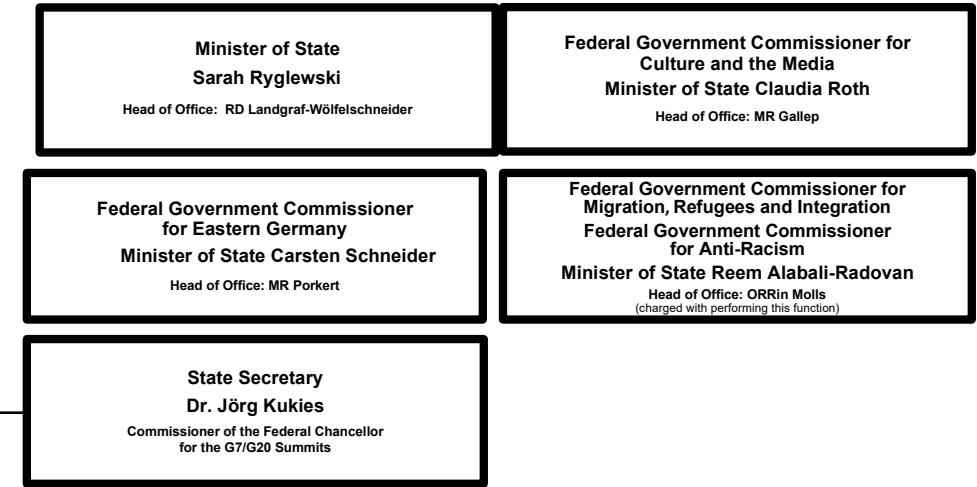 Minister of State
Sarah Ryglewski
Head of Office: RD Landgraf-Wölfelschneider
Federal Government Commissioner for
Culture and the Media
Minister of State Claudia Roth
Head of Office: MR Gallep
Federal Government Commissioner
for Eastern Germany
Minister of State Carsten Schneider
Head of Office: MR Porkert
Federal Government Commissioner for
Migration, Refugees and Integration
Federal Government Commissioner
for Anti-Racism
Minister of State Reem Alabali-Radovan
Head of Office: ORRin Molls
(charged with performing this function)
State Secretary
Dr. Jörg Kukies
Commissioner of the Federal Chancellor
for the G7/G20 Summits